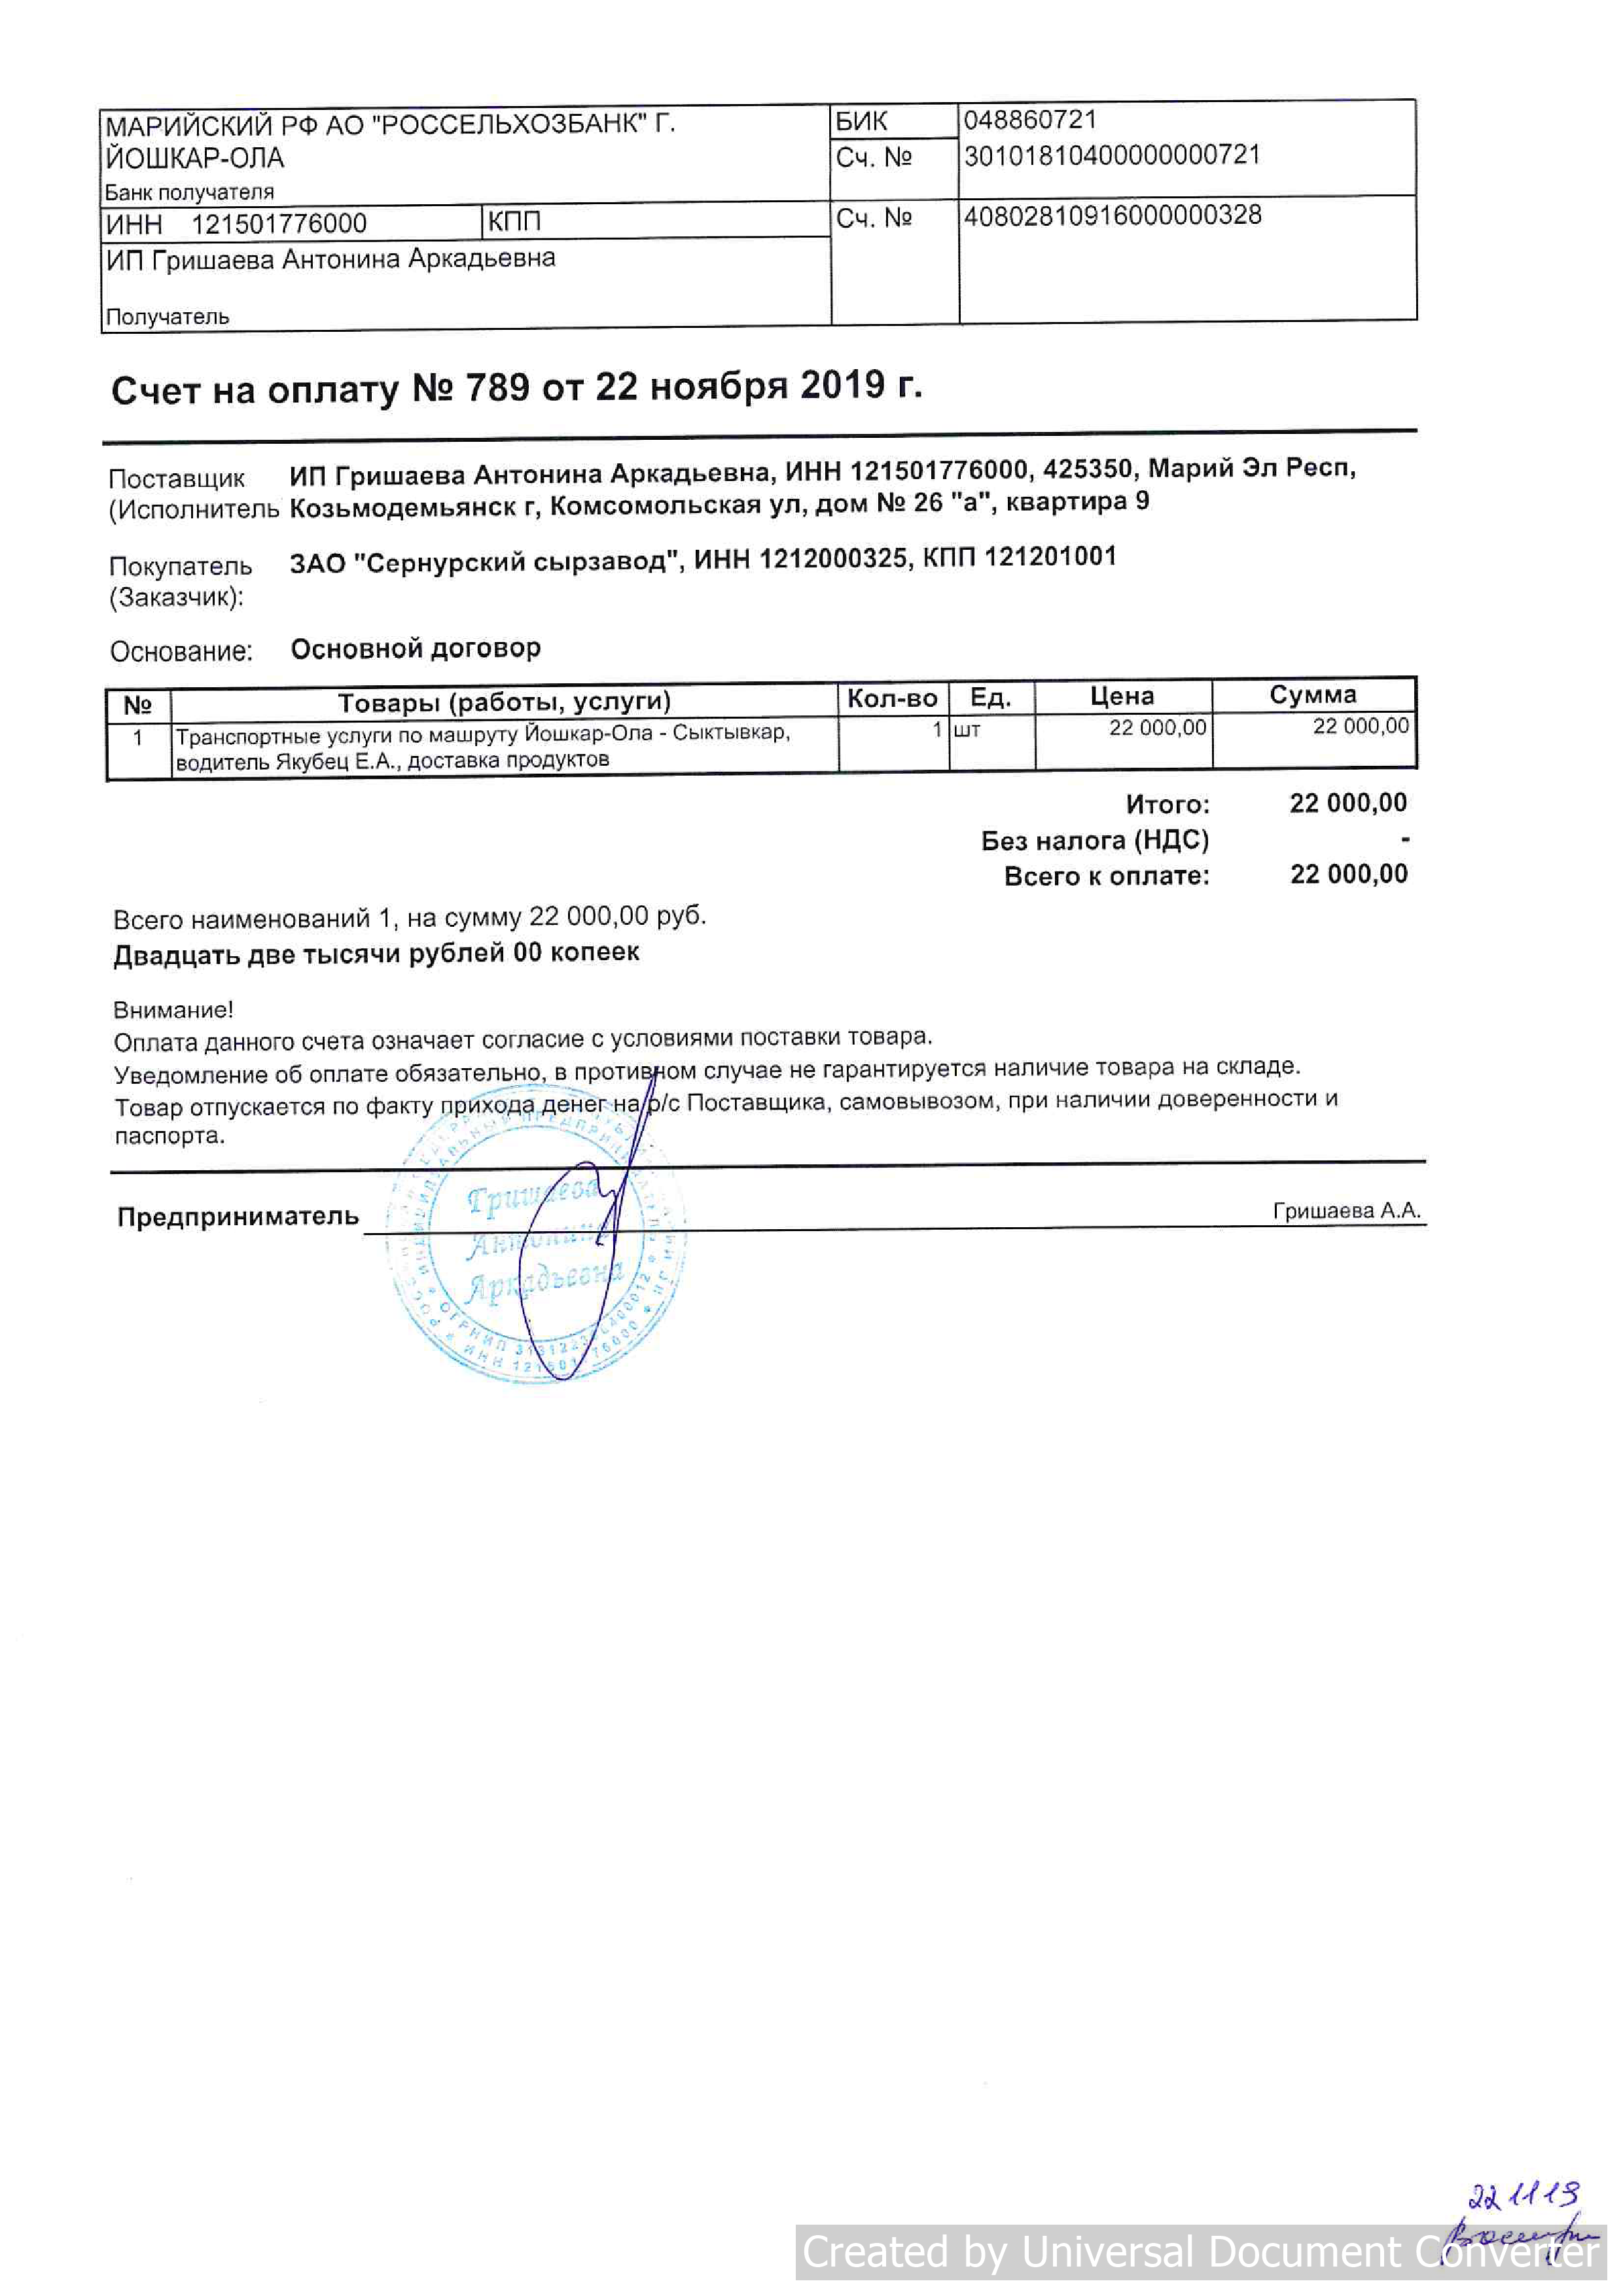 МАРИЙСКИЙ РФ АО "РОССЕЛЬХОЗБАНК" Г.
ЙОШКАР-ОЛА
Банк получателя
БИК 048860721
Сч. № 30101810400000000721
ИНН 121501776000 КПП
Сч. № 40802810916000000328
ИП Гришаева Антонина Аркадьевна
Получатель
Счет на оплату № 789 от 22 ноября 2019 г.
Поставщик ИП Гришаева Антонина Аркадьевна, ИНН 121501776000, 425350, Марий Эл Респ,
(Исполнитель Козьмодемьянск г, Комсомольская ул, дом № 26 "а", квартира 9
Покупатель ЗАО "Сернурский сырзавод", ИНН 1212000325, КПП 121201001
(Заказчик):
Основание: Основной договор
№ Товары (работы, услуги) Кол-во Ед. Цена Сумма
1 Транспортные услуги по машруту Йошкар-Ола - Сыктывкар, 1 шт 22 000,00 22 000,00
водитель Якубец Е.А., доставка продуктов
Итого: 22 000,00
Без налога (НДС) -
Всего к оплате: 22 000,00
Всего наименований 1, на сумму 22 000,00 руб.
Двадцать две тысячи рублей 00 копеек
Внимание!
Оплата данного счета означает согласие с условиями поставки товара.
Уведомление об оплате обязательно, в противном случае не гарантируется наличие товара на складе.
Товар отпускается по факту прихода денег на р/с Поставщика, самовывозом, при наличии доверенности и
паспорта.
Предприниматель Гришаева А.А.
Гришаева
Антонина
Аркадьевна
22 11 19
Created by Universal Document Converter